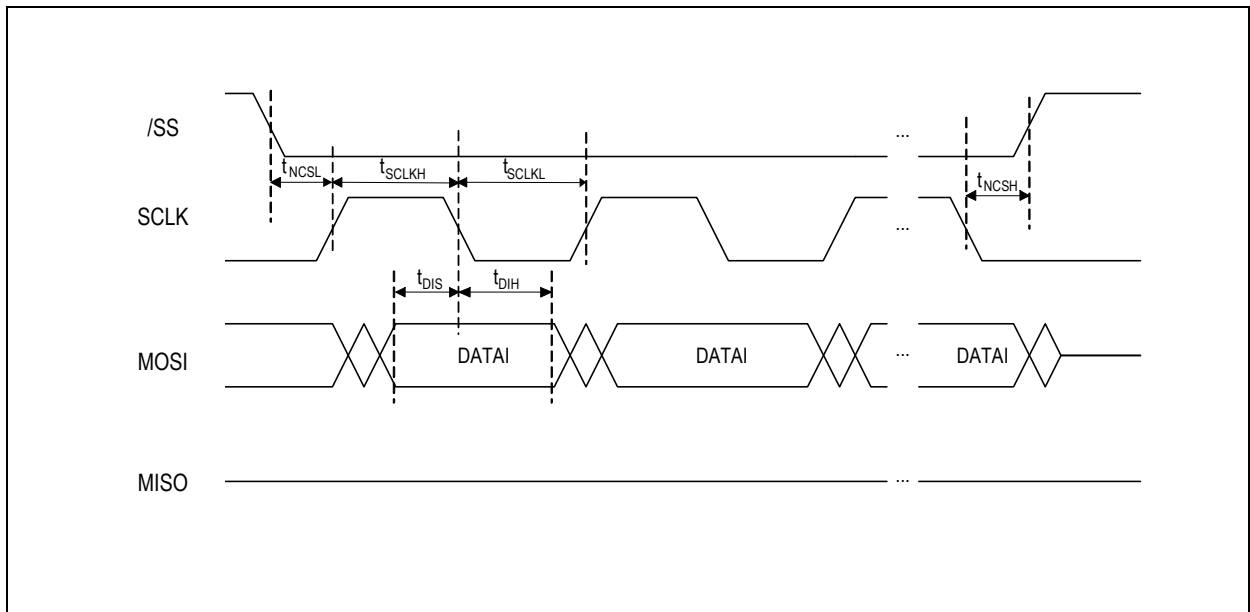 /SS
...
tNCSL
tSCLKH
tSCLKL
tNCSH
SCLK
...
tDIS
tDIH
MOSI
DATAI
DATAI
...
DATAI
MISO
...